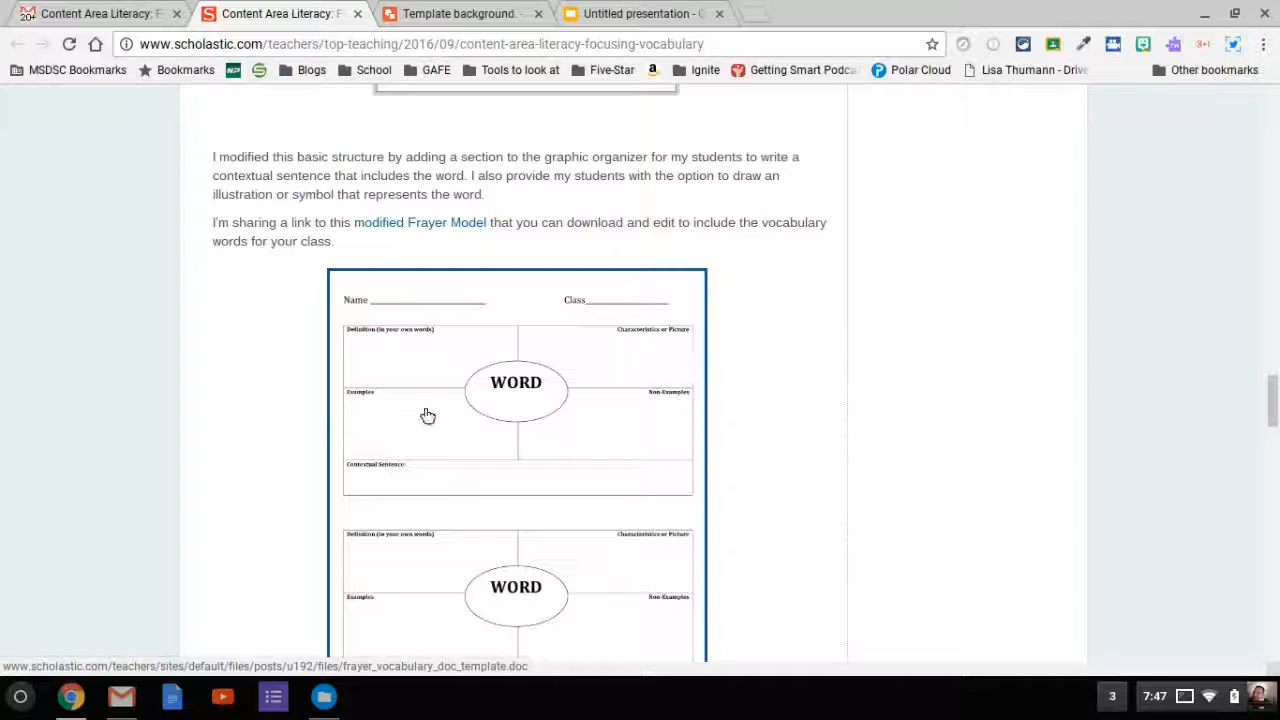 Content Area Literacy: F
Content Area Literacy: F
Template background -
Untitled presentation - G
www.scholastic.com/teachers/top-teaching/2016/09/content-area-literacy-focusing-vocabulary
MSDSC Bookmarks
Bookmarks
Blogs
School
GAFE
Tools to look at
Five-Star
Ignite
Getting Smart Podca
Polar Cloud
Lisa Thumann - Drive
Other bookmarks
I modified this basic structure by adding a section to the graphic organizer for my students to write a
contextual sentence that includes the word. I also provide my students with the option to draw an
illustration or symbol that represents the word.
I'm sharing a link to this modified Frayer Model that you can download and edit to include the vocabulary
words for your class.
Name
Class
Definition (in your own words)
Characteristics or Picture
WORD
Examples
Non-Examples
Contextual Sentence:
Definition (in your own words)
Characteristics or Picture
WORD
Examples
Non-Examples
www.scholastic.com/teachers/sites/default/files/posts/u192/files/frayer_vocabulary_doc_template.doc
3
7:47